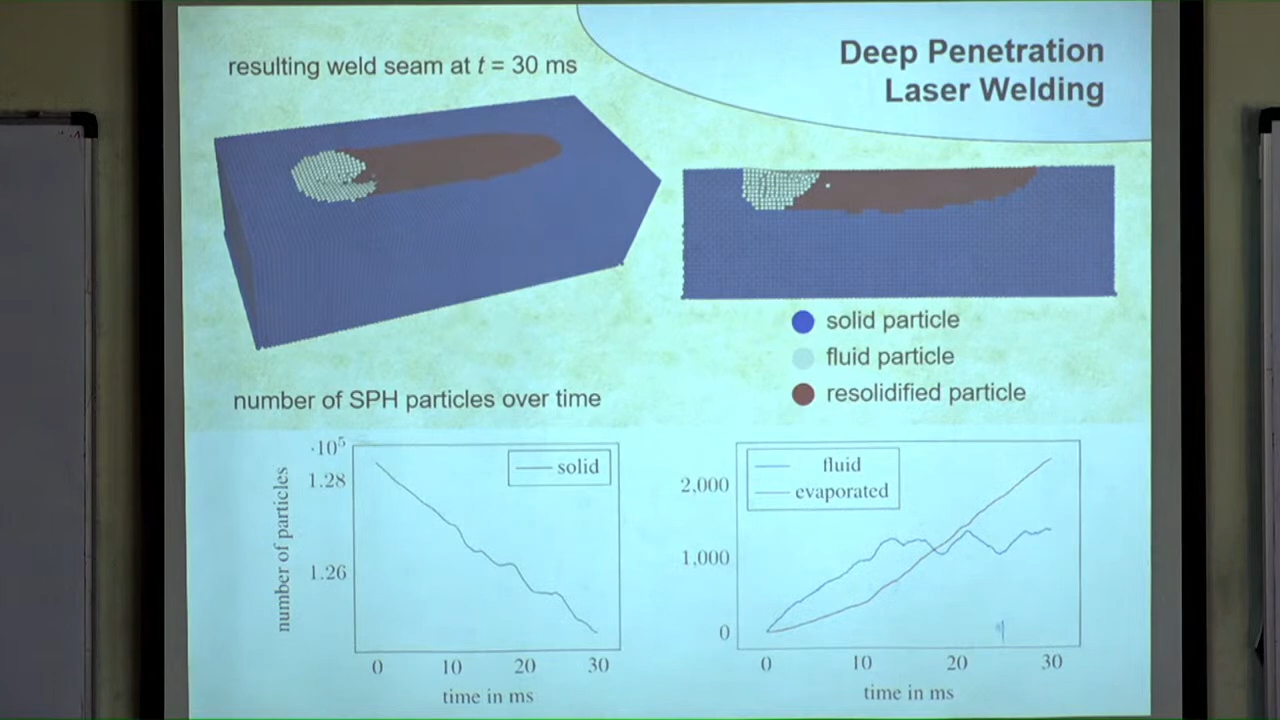 resulting weld seam at t = 30 ms
Deep Penetration
Laser Welding
solid particle
fluid particle
resolidified particle
number of SPH particles over time
·10⁵
1.28
1.26
number of particles
solid
0 10 20 30
time in ms
fluid
evaporated
2,000
1,000
0
0 10 20 30
time in ms